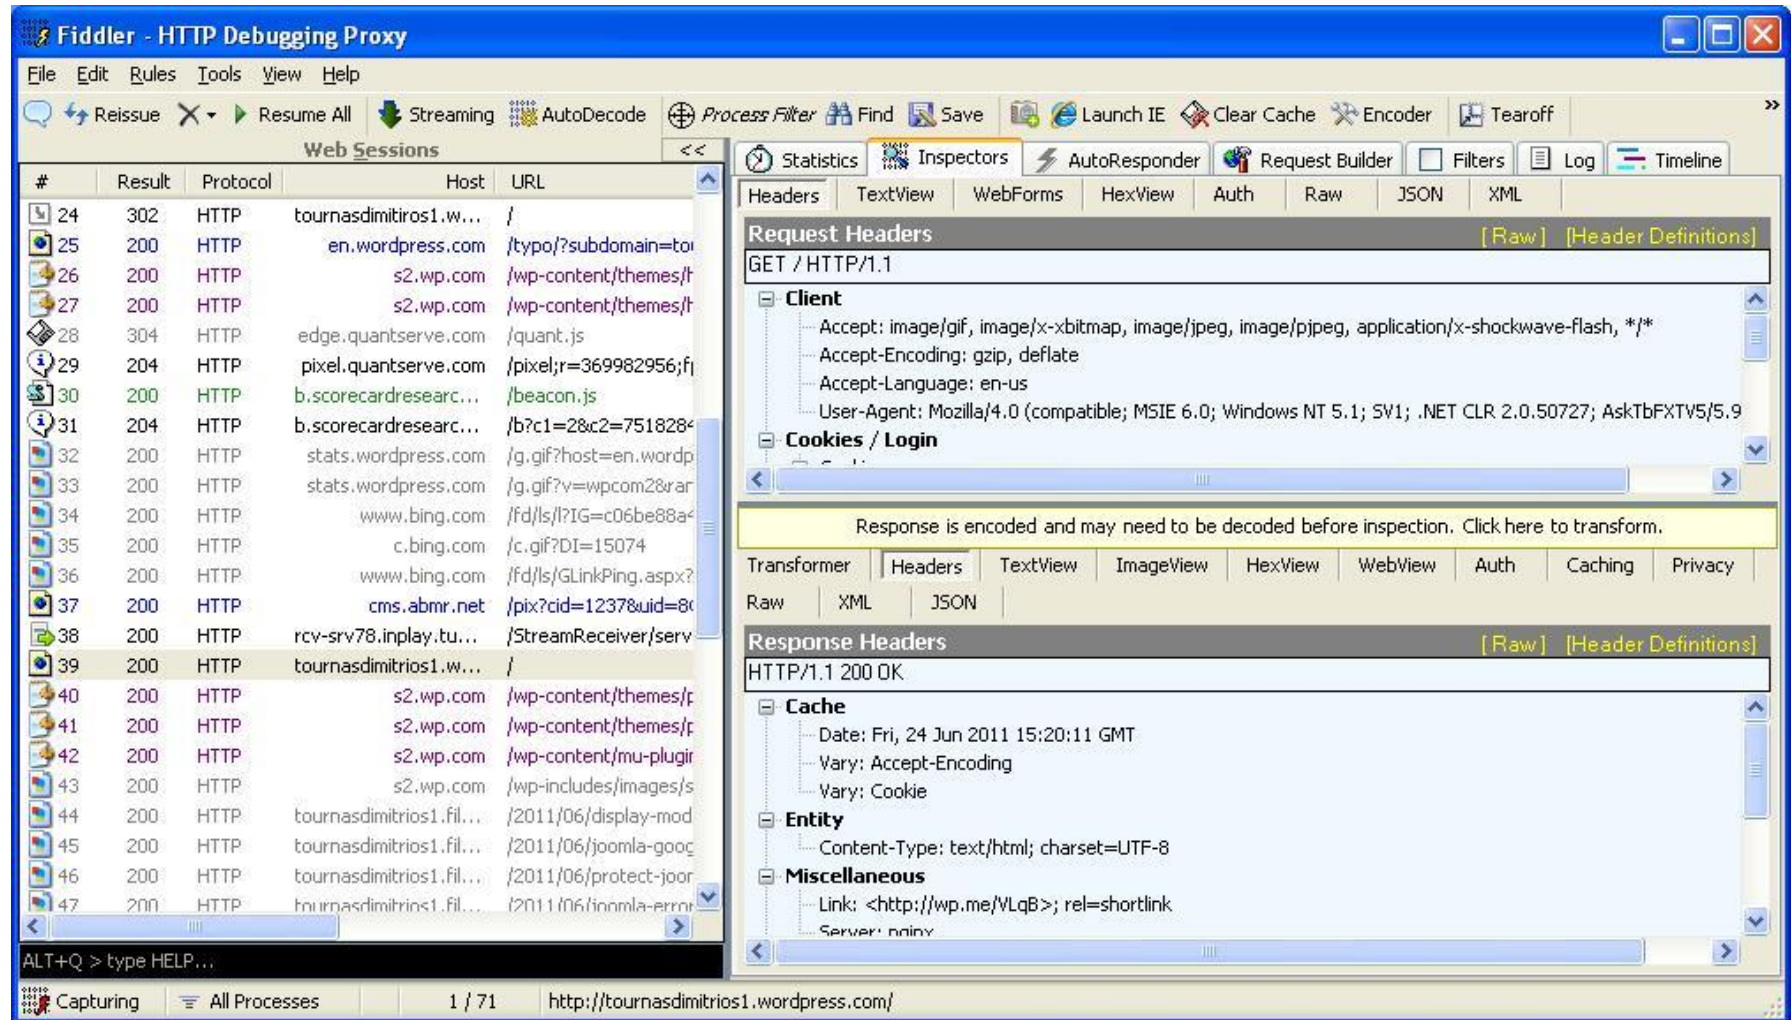 Fiddler - HTTP Debugging Proxy
File Edit Rules Tools View Help
Reissue Resume All Streaming AutoDecode Process Filter Find Save Launch IE Clear Cache Encoder Tearoff »
Web Sessions <<
# Result Protocol Host URL
24 302 HTTP tournasdimitiros1.w... /
25 200 HTTP en.wordpress.com /typo/?subdomain=to
26 200 HTTP s2.wp.com /wp-content/themes/
27 200 HTTP s2.wp.com /wp-content/themes/
28 304 HTTP edge.quantserve.com /quant.js
29 204 HTTP pixel.quantserve.com /pixel;r=369982956;f
30 200 HTTP b.scorecardresearc... /beacon.js
31 204 HTTP b.scorecardresearc... /b?c1=2&c2=7518284
32 200 HTTP stats.wordpress.com /g.gif?host=en.wordp
33 200 HTTP stats.wordpress.com /g.gif?v=wpcom2&rar
34 200 HTTP www.bing.com /fd/ls/l?IG=c06be88a
35 200 HTTP c.bing.com /c.gif?DI=15074
36 200 HTTP www.bing.com /fd/ls/GLinkPing.aspx?
37 200 HTTP cms.abmr.net /pix?cid=1237&uid=8
38 200 HTTP rcv-srv78.inplay.tu... /StreamReceiver/serv
39 200 HTTP tournasdimitrios1.w... /
40 200 HTTP s2.wp.com /wp-content/themes/p
41 200 HTTP s2.wp.com /wp-content/themes/p
42 200 HTTP s2.wp.com /wp-content/mu-plugir
43 200 HTTP s2.wp.com /wp-includes/images/s
44 200 HTTP tournasdimitrios1.fil... /2011/06/display-mod
45 200 HTTP tournasdimitrios1.fil... /2011/06/joomla-goog
46 200 HTTP tournasdimitrios1.fil... /2011/06/protect-joor
47 200 HTTP tournasdimitrios1.fil... /2011/06/joomla-error
ALT+Q > type HELP...
Statistics Inspectors AutoResponder Request Builder Filters Log Timeline
Headers TextView WebForms HexView Auth Raw JSON XML
Request Headers [Raw] [Header Definitions]
GET / HTTP/1.1
Client
Accept: image/gif, image/x-xbitmap, image/jpeg, image/pjpeg, application/x-shockwave-flash, */*
Accept-Encoding: gzip, deflate
Accept-Language: en-us
User-Agent: Mozilla/4.0 (compatible; MSIE 6.0; Windows NT 5.1; SV1; .NET CLR 2.0.50727; AskTbFXTV5/5.9
Cookies / Login
Response is encoded and may need to be decoded before inspection. Click here to transform.
Transformer Headers TextView ImageView HexView WebView Auth Caching Privacy
Raw XML JSON
Response Headers [Raw] [Header Definitions]
HTTP/1.1 200 OK
Cache
Date: Fri, 24 Jun 2011 15:20:11 GMT
Vary: Accept-Encoding
Vary: Cookie
Entity
Content-Type: text/html; charset=UTF-8
Miscellaneous
Link: <http://wp.me/VLqB>; rel=shortlink
Server: nginx
Capturing All Processes 1 / 71 http://tournasdimitrios1.wordpress.com/